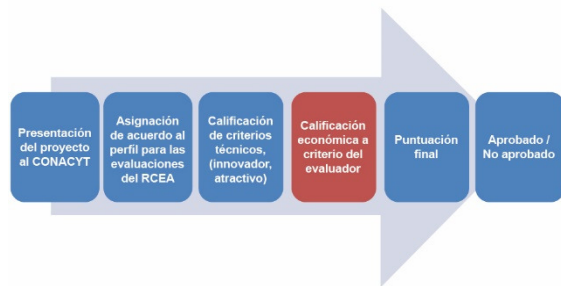 Presentación
del proyecto
al CONACYT
Asignación
de acuerdo al
perfil para las
evaluaciones
del RCEA
Calificación
de criterios
técnicos,
(innovador,
atractivo)
Calificación
económica a
criterio del
evaluador
Puntuación
final
Aprobado /
No aprobado